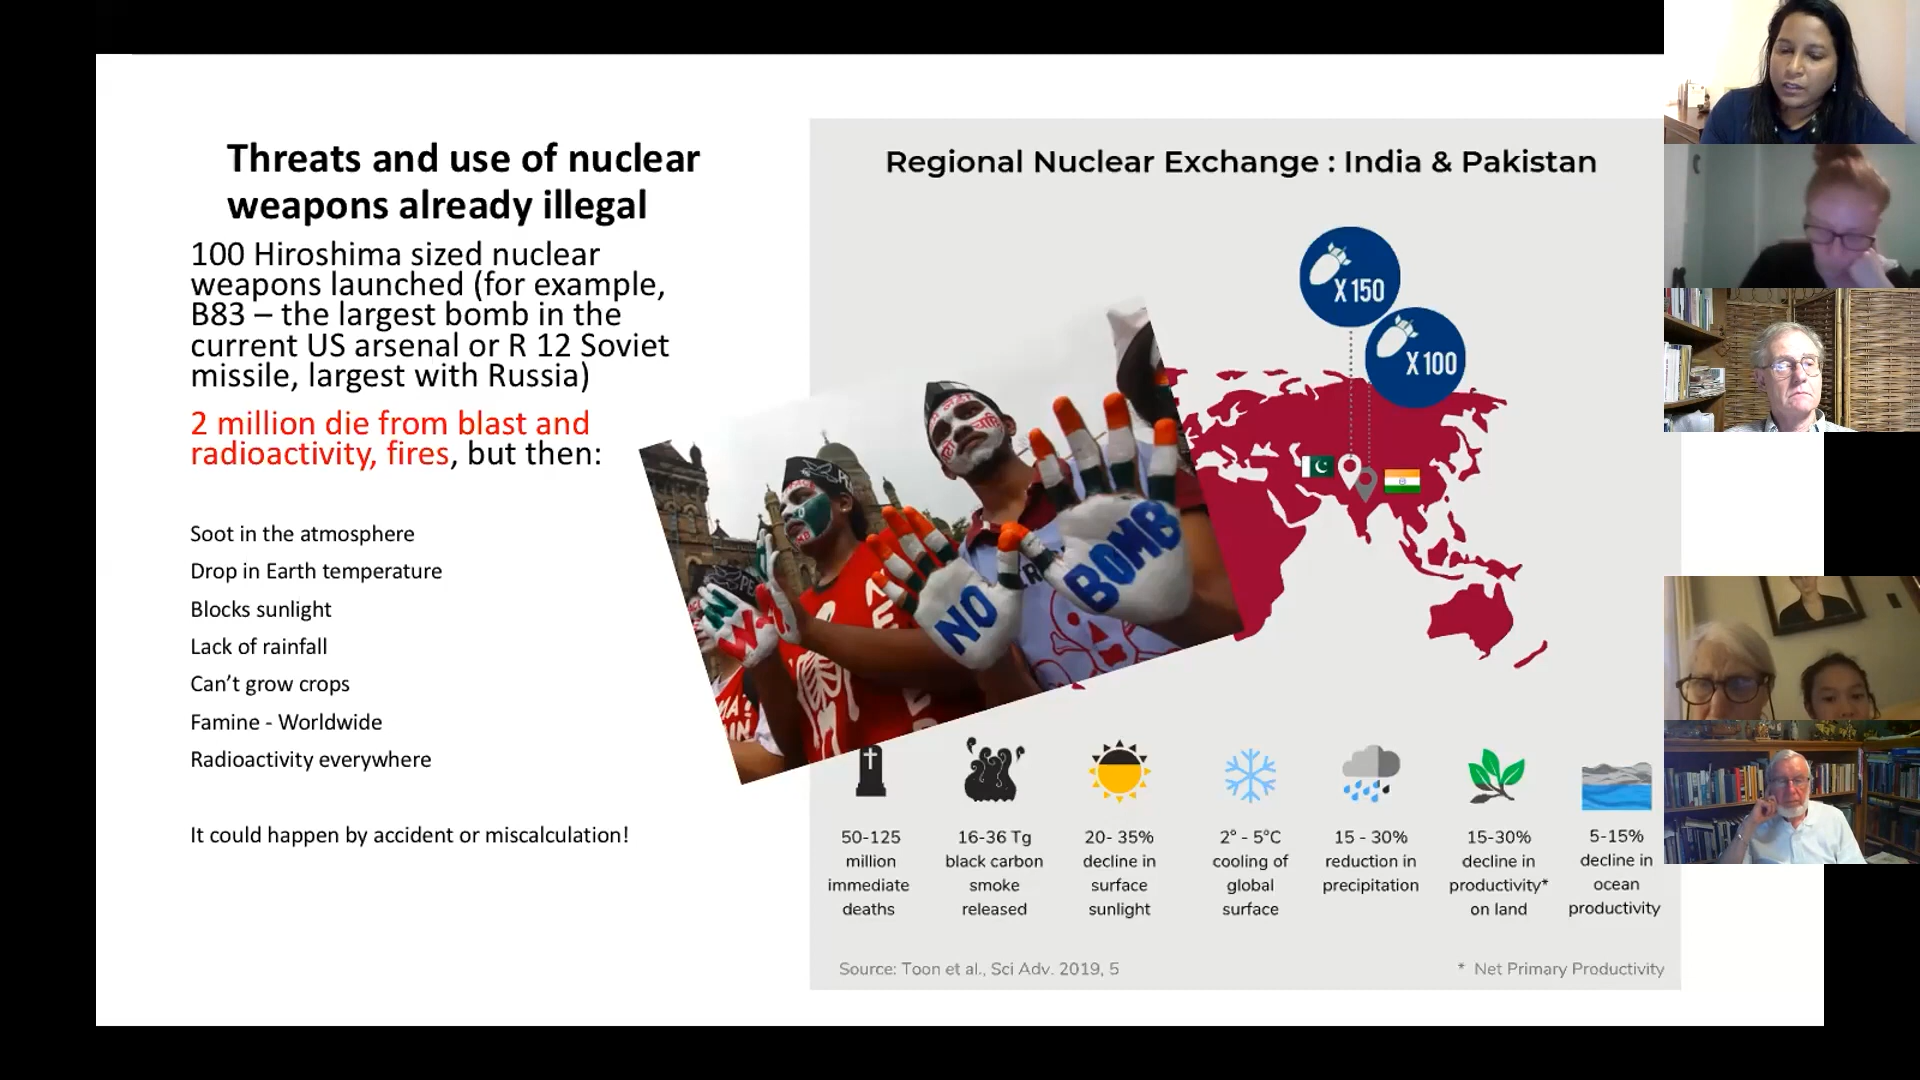 Threats and use of nuclear
weapons already illegal
100 Hiroshima sized nuclear
weapons launched (for example,
B83 – the largest bomb in the
current US arsenal or R 12 Soviet
missile, largest with Russia)
2 million die from blast and
radioactivity, fires, but then:
Soot in the atmosphere
Drop in Earth temperature
Blocks sunlight
Lack of rainfall
Can’t grow crops
Famine - Worldwide
Radioactivity everywhere
It could happen by accident or miscalculation!
Regional Nuclear Exchange : India & Pakistan
X 150
X 100
NO
BOMB
50-125
million
immediate
deaths
16-36 Tg
black carbon
smoke
released
20- 35%
decline in
surface
sunlight
2° - 5°C
cooling of
global
surface
15 - 30%
reduction in
precipitation
15-30%
decline in
productivity*
on land
5-15%
decline in
ocean
productivity
Source: Toon et al., Sci Adv. 2019, 5
* Net Primary Productivity